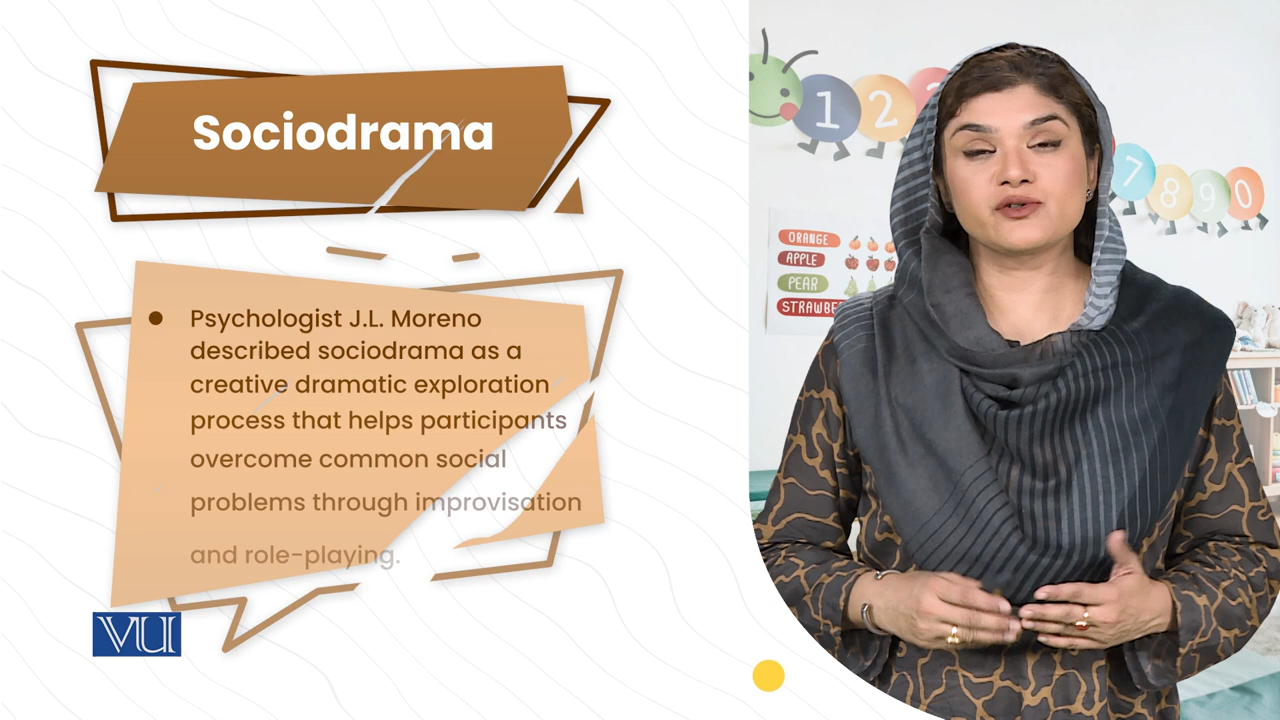 Sociodrama
Psychologist J.L. Moreno
described sociodrama as a
creative dramatic exploration
process that helps participants
overcome common social
problems through improvisation
and role-playing.
VU
1 2
7 8 9 0
ORANGE
APPLE
PEAR